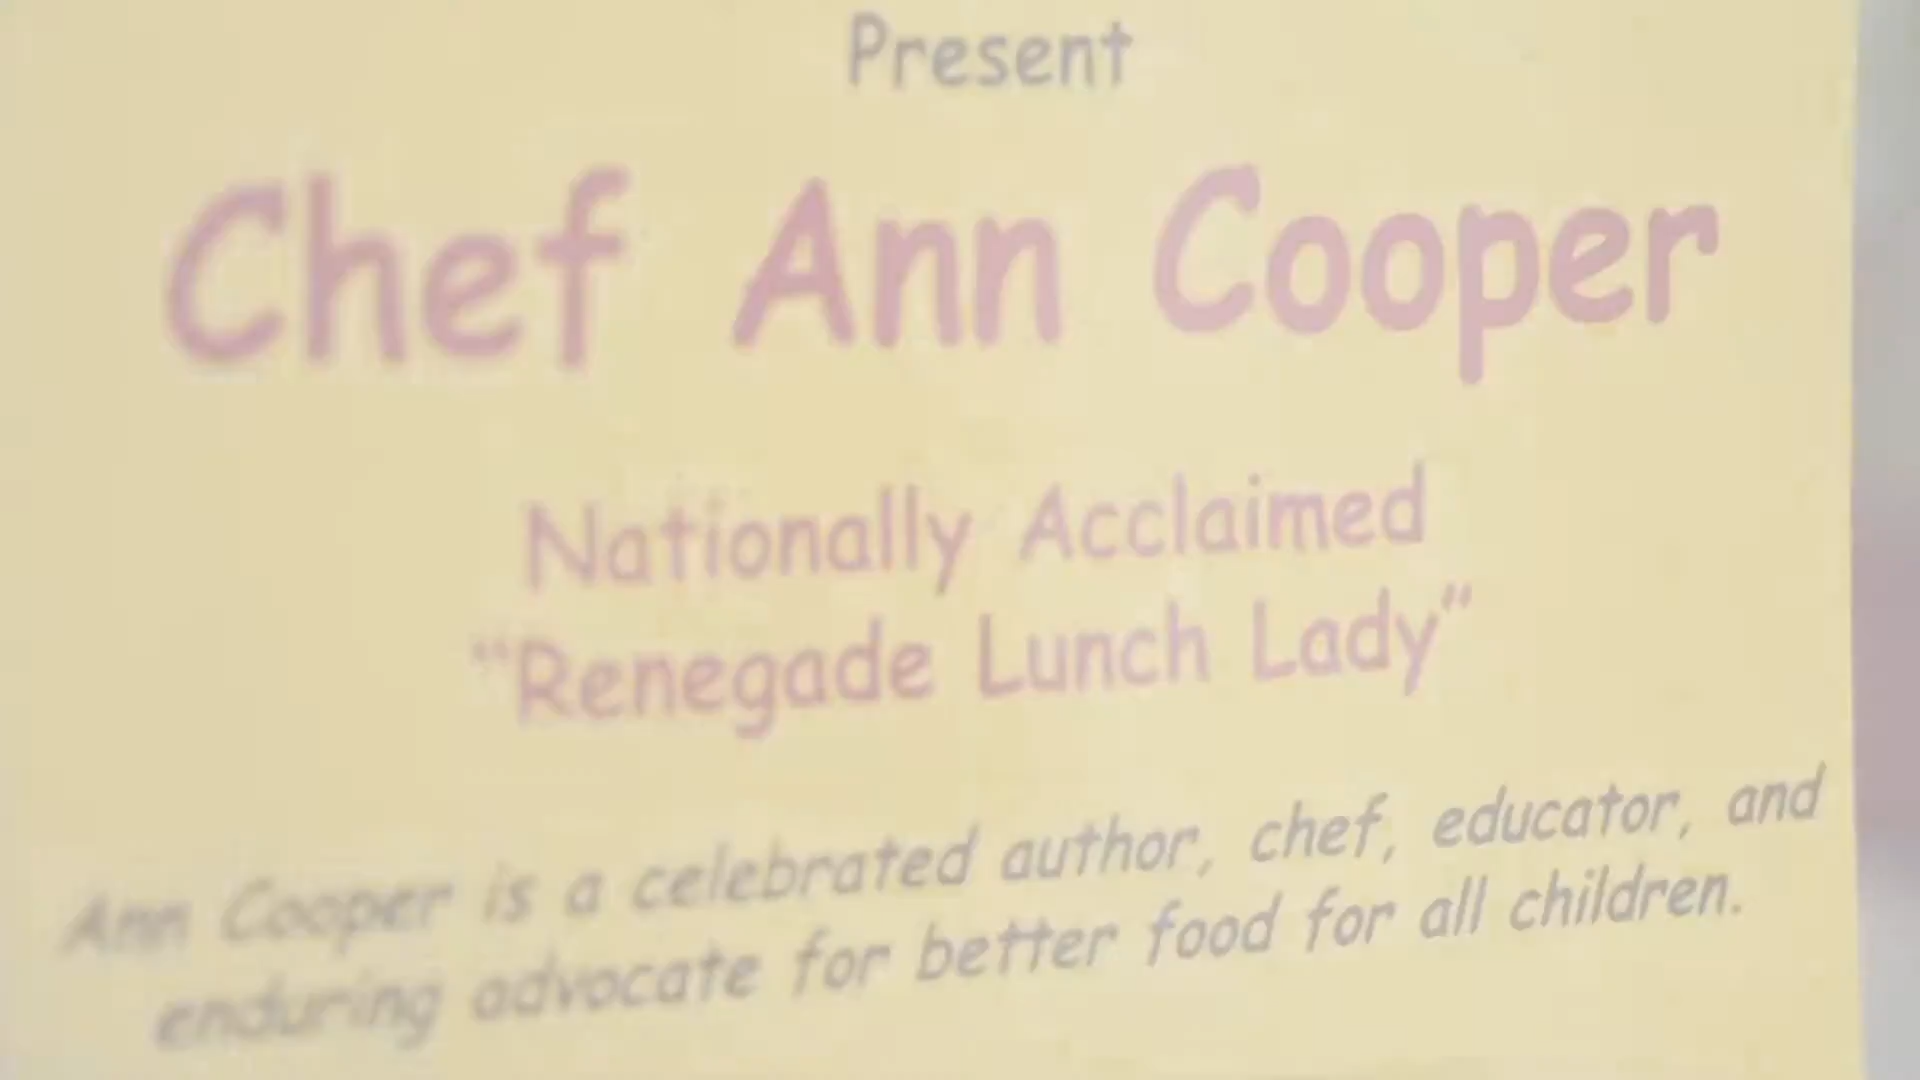 Present
Chef Ann Cooper
Nationally Acclaimed
“Renegade Lunch Lady”
Ann Cooper is a celebrated author, chef, educator, and
enduring advocate for better food for all children.